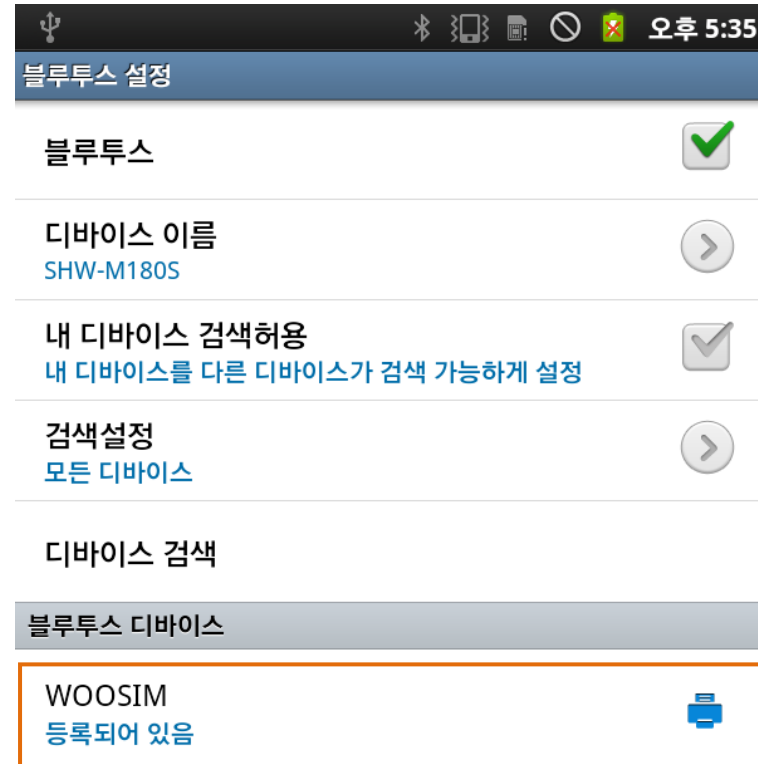 오후 5:35
블루투스 설정
블루투스
디바이스 이름
SHW-M180S
내 디바이스 검색허용
내 디바이스를 다른 디바이스가 검색 가능하게 설정
검색설정
모든 디바이스
디바이스 검색
블루투스 디바이스
WOOSIM
등록되어 있음